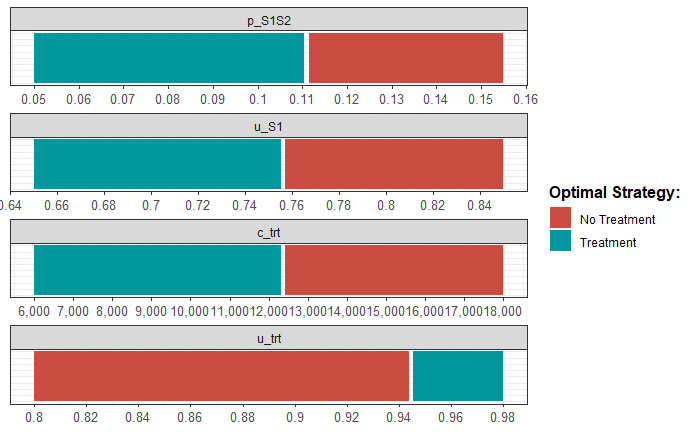 p_S1S2
0.05 0.06 0.07 0.08 0.09 0.1 0.11 0.12 0.13 0.14 0.15 0.16
u_S1
0.64 0.66 0.68 0.7 0.72 0.74 0.76 0.78 0.8 0.82 0.84
Optimal Strategy:
No Treatment
Treatment
c_trt
6,000 7,000 8,000 9,000 10,000 11,000 12,000 13,000 14,000 15,000 16,000 17,000 18,000
u_trt
0.8 0.82 0.84 0.86 0.88 0.9 0.92 0.94 0.96 0.98